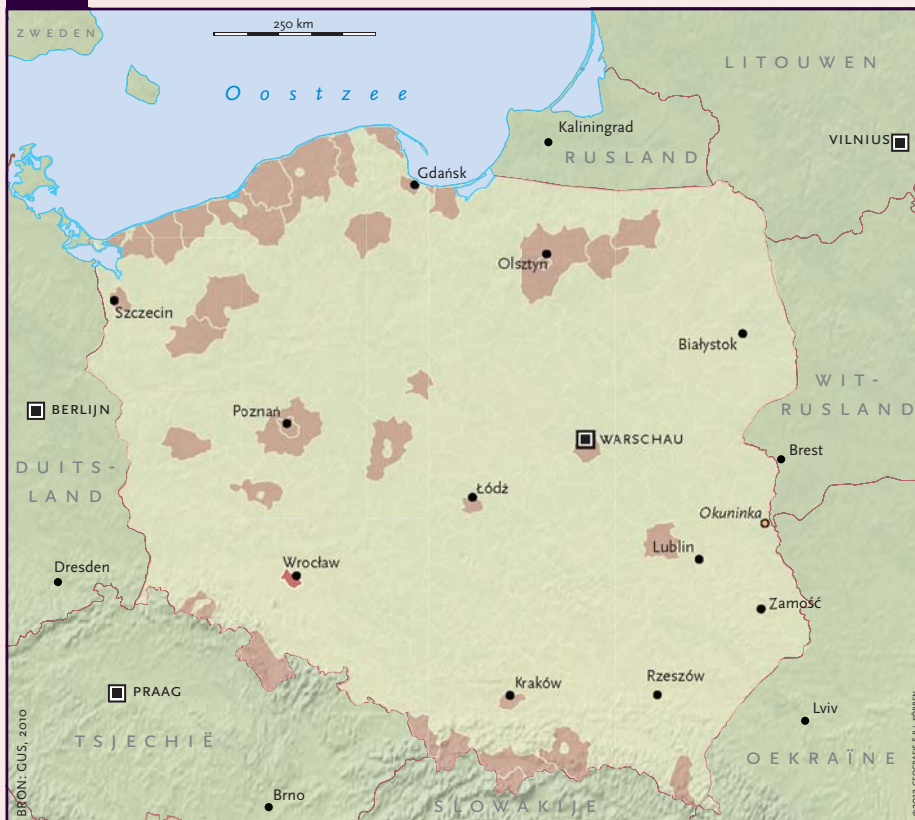 ZWEDEN
250 km
LITOUWEN
Oostzee
Kaliningrad
VILNIUS
RUSLAND
Gdańsk
Olsztyn
Szczecin
Białystok
WIT-
RUSLAND
BERLIJN
Poznań
WARSCHAU
Brest
DUITS-
LAND
Łódź
Okuninka
Lublin
Wrocław
Dresden
Zamość
Kraków
Rzeszów
PRAAG
Lviv
TSJECHIË
OEKRAÏNE
Brno
SLOWAKIJE
BRON: GUS, 2010